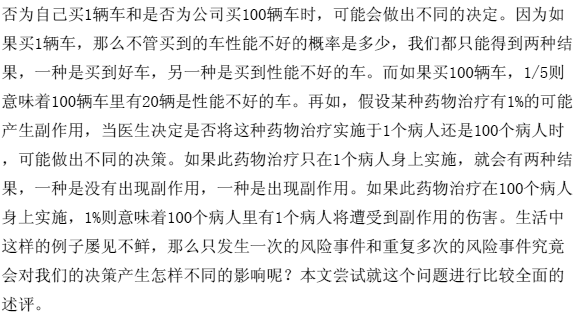 否为自己买1辆车和是否为公司买100辆车时，可能会做出不同的决定。因为如
果买1辆车，那么不管买到的车性能不好的概率是多少，我们都只能得到两种结
果，一种是买到好车，另一种是买到性能不好的车。而如果买100辆车，1/5则
意味着100辆车里有20辆是性能不好的车。再如，假设某种药物治疗有1%的可能
产生副作用，当医生决定是否将这种药物治疗实施于1个病人还是100个病人时
，可能做出不同的决策。如果此药物治疗只在1个病人身上实施，就会有两种结
果，一种是没有出现副作用，一种是出现副作用。如果此药物治疗在100个病人
身上实施，1%则意味着100个病人里有1个病人将遭受到副作用的伤害。生活中
这样的例子屡见不鲜，那么只发生一次的风险事件和重复多次的风险事件究竟
会对我们的决策产生怎样不同的影响呢？本文尝试就这个问题进行比较全面的
述评。